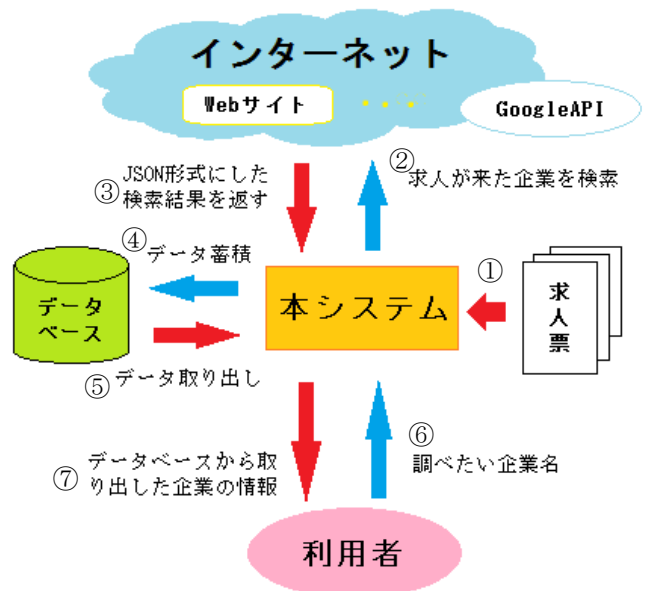 インターネット
Webサイト
・・・
GoogleAPI
③
JSON形式にした
検索結果を返す
②
求人が来た企業を検索
④
データ蓄積
①
データ
ベース
本システム
求
人
票
⑤
データ取り出し
⑦
データベースから取
り出した企業の情報
⑥
調べたい企業名
利用者